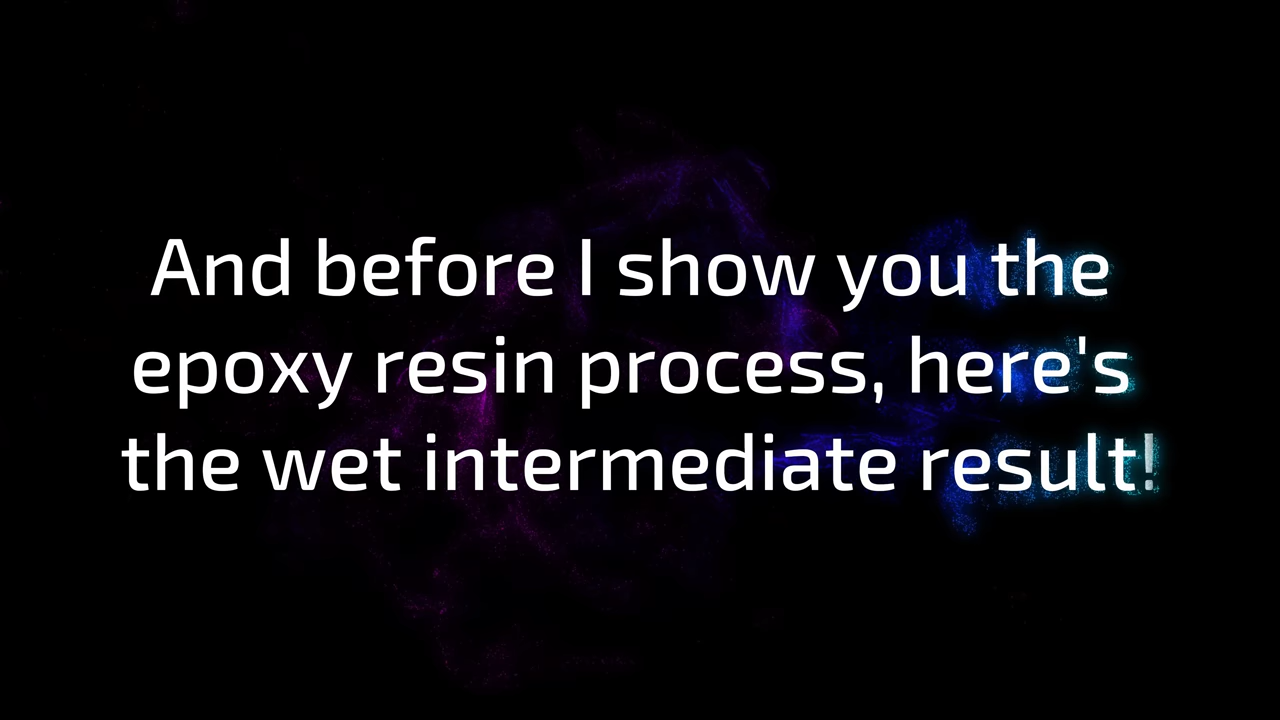 And before I show you the
epoxy resin process, here's
the wet intermediate result!